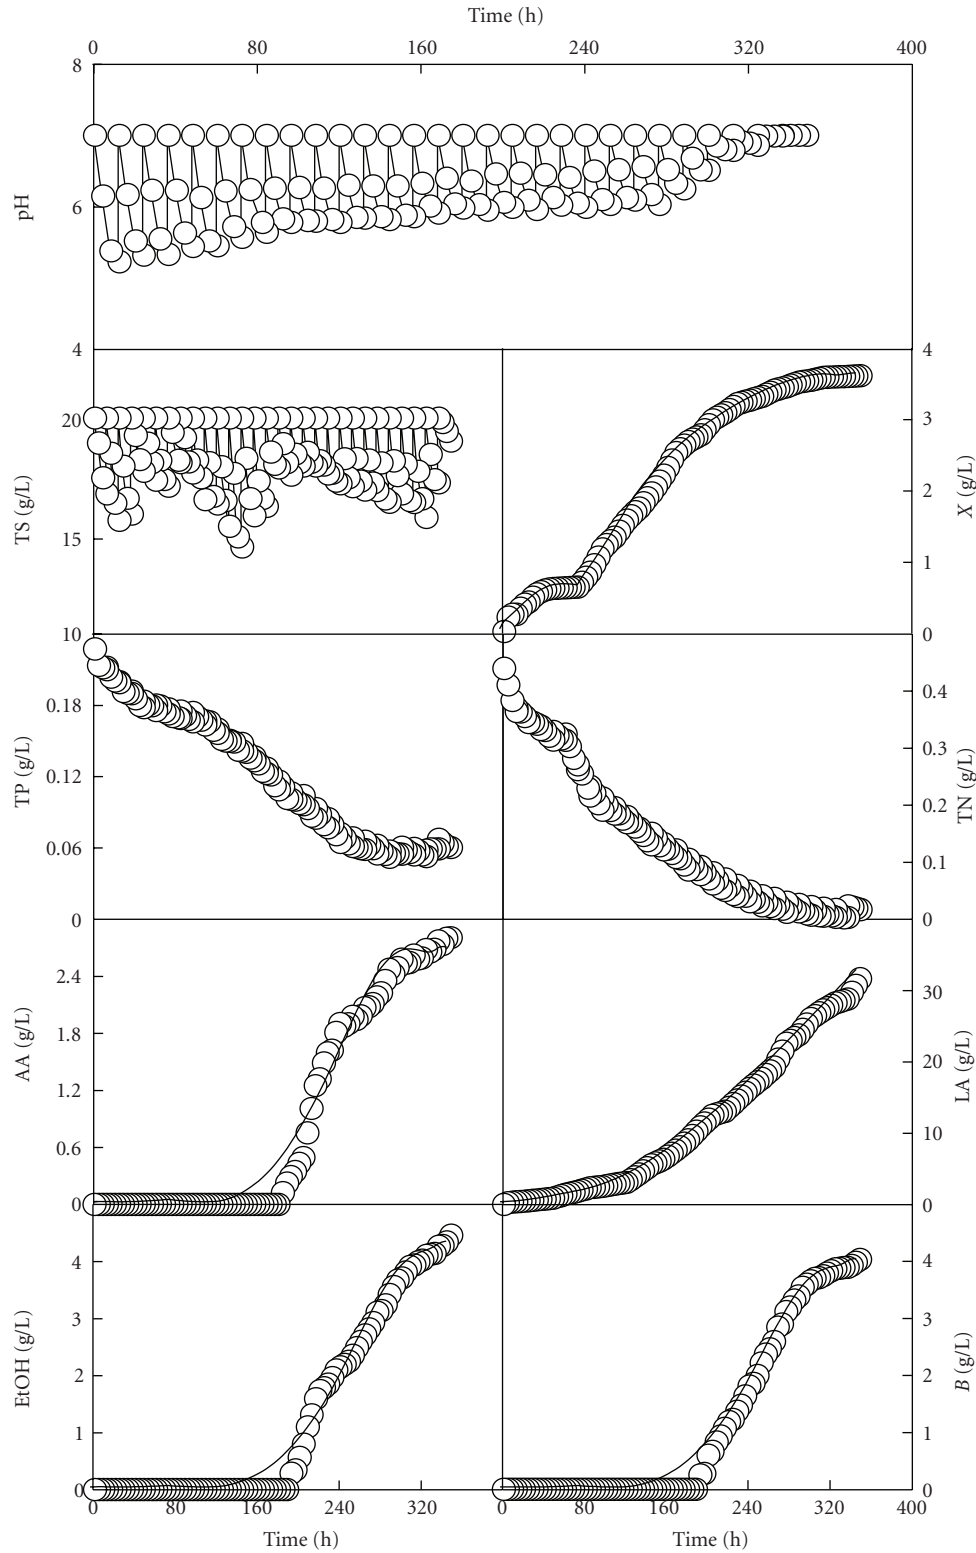 Time (h)
0 80 160 240 320 400
8
6
4
pH
20
15
10
TS (g/L)
4
3
2
1
0
X (g/L)
0.18
0.12
0.06
0
TP (g/L)
0.4
0.3
0.2
0.1
0
TN (g/L)
2.4
1.8
1.2
0.6
0
AA (g/L)
30
20
10
0
LA (g/L)
4
3
2
1
0
EtOH (g/L)
4
3
2
1
0
B (g/L)
0 80 160 240 320
0 80 160 240 320 400
Time (h)
Time (h)